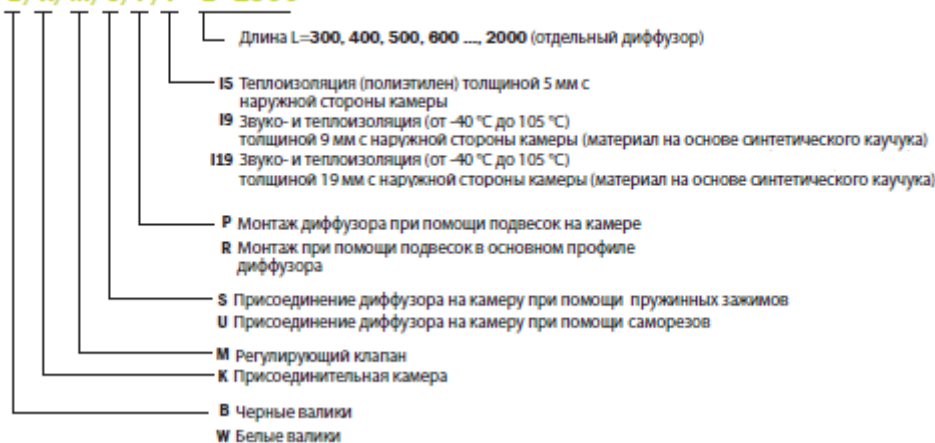 Длина L=300, 400, 500, 600 ..., 2000 (отдельный диффузор)
I5 Теплоизоляция (полиэтилен) толщиной 5 мм с
наружной стороны камеры
I9 Звуко- и теплоизоляция (от -40 °C до 105 °C)
толщиной 9 мм с наружной стороны камеры (материал на основе синтетического каучука)
I19 Звуко- и теплоизоляция (от -40 °C до 105 °C)
толщиной 19 мм с наружной стороны камеры (материал на основе синтетического каучука)
P Монтаж диффузора при помощи подвесок на камере
R Монтаж при помощи подвесок в основном профиле
диффузора
S Присоединение диффузора на камеру при помощи пружинных зажимов
U Присоединение диффузора на камеру при помощи саморезов
M Регулирующий клапан
K Присоединительная камера
B Черные валики
W Белые валики